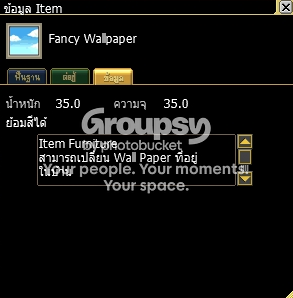 ข้อมูล Item
Fancy Wallpaper
พื้นฐาน ต่อสู้ ข้อมูล
น้ำหนัก 35.0 ความจุ 35.0
ย้อมสีได้
Groupsy
by photobucket
Item Furniture
สามารถเปลี่ยน Wall Paper ที่อยู่
ในบ้าน
Your people. Your moments.
Your space.